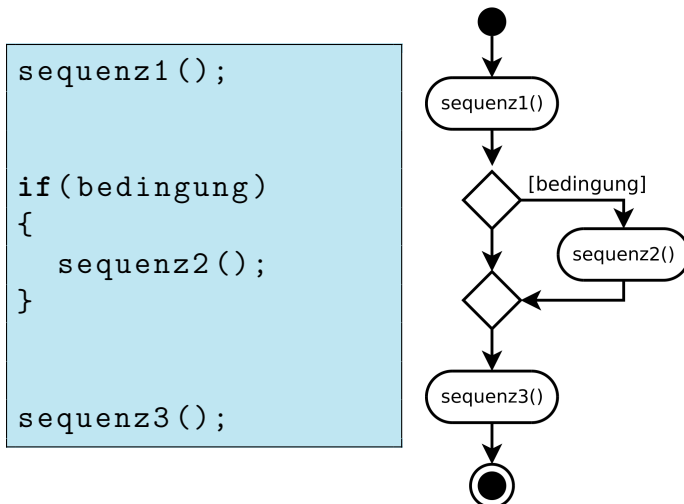 sequenz1();
if(bedingung)
{
sequenz2();
}
sequenz3();
sequenz1()
[bedingung]
sequenz2()
sequenz3()